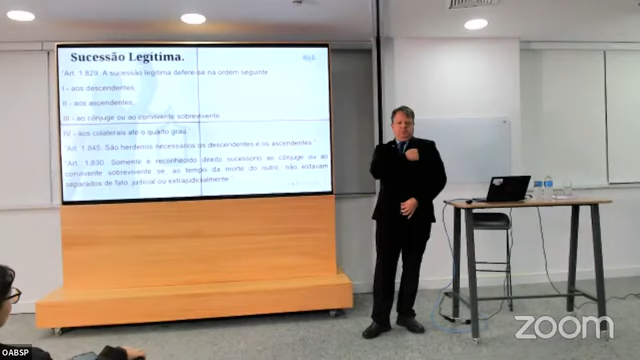 Sucessão Legítima.
"Art. 1.829. A sucessão legítima defere-se na ordem seguinte
I - aos descendentes;
II - aos ascendentes;
III - ao cônjuge ou ao convivente sobrevivente
IV - aos colaterais até o quarto grau."
"Art. 1.845. São herdeiros necessários os descendentes e os ascendentes."
"Art. 1.830. Somente é reconhecido direito sucessório ao cônjuge ou ao
convivente sobrevivente se, ao tempo da morte do outro, não estavam
separados de fato, judicial ou extrajudicialmente."
zoom
OABSP